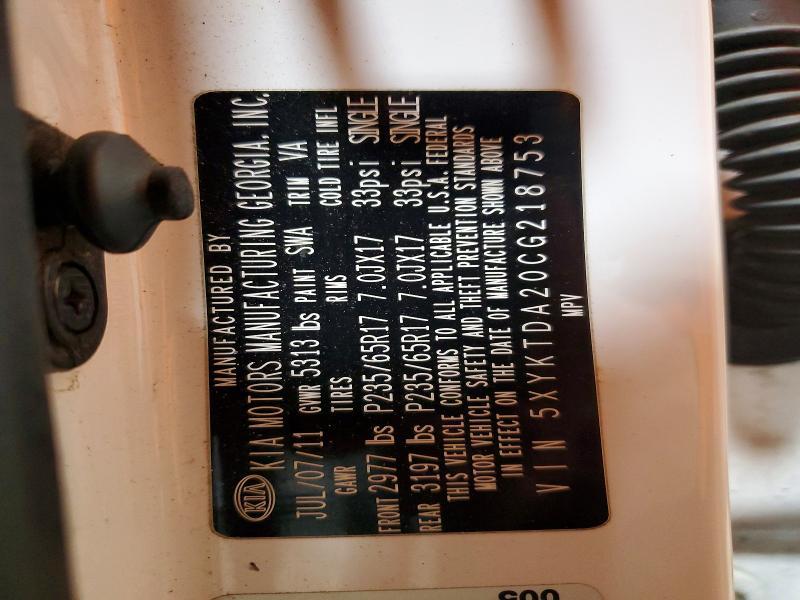 MANUFACTURED BY
KIA KIA MOTORS MANUFACTURING GEORGIA, INC.
JUL/07/11 GVWR 5313 lbs PAINT SWA TRIM VA
GAWR TIRES RIMS COLD TIRE INFL
FRONT 2977 lbs P235/65R17 7.0JX17 33psi SINGLE
REAR 3197 lbs P235/65R17 7.0JX17 33psi SINGLE
THIS VEHICLE CONFORMS TO ALL APPLICABLE U.S.A. FEDERAL
MOTOR VEHICLE SAFETY AND THEFT PREVENTION STANDARDS
IN EFFECT ON THE DATE OF MANUFACTURE SHOWN ABOVE
VIN 5XYKTDA20CG218753
MPV